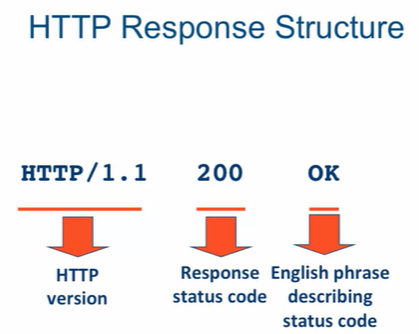 HTTP Response Structure
HTTP/1.1 200 OK
HTTP version
Response status code
English phrase describing status code